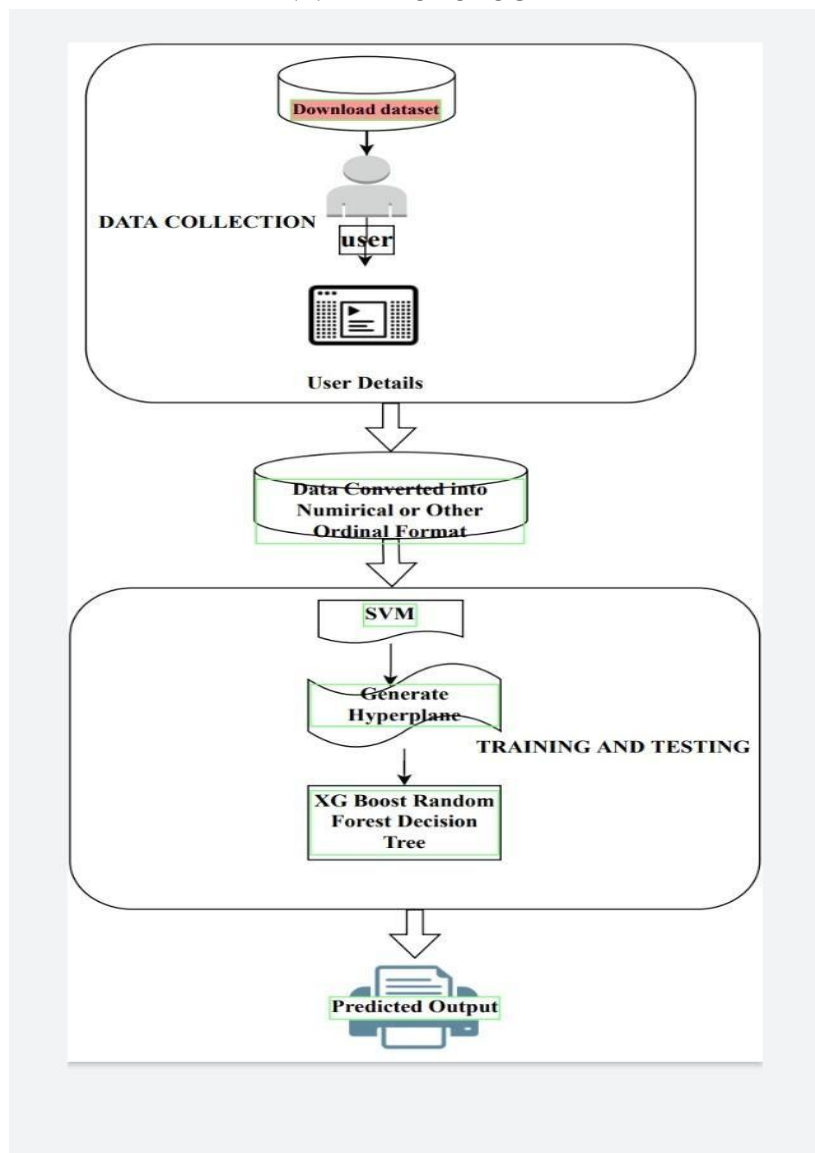 Download dataset
DATA COLLECTION
user
User Details
Data Converted into
Numirical or Other
Ordinal Format
SVM
Generate
Hyperplane
TRAINING AND TESTING
XG Boost Random
Forest Decision
Tree
Predicted Output